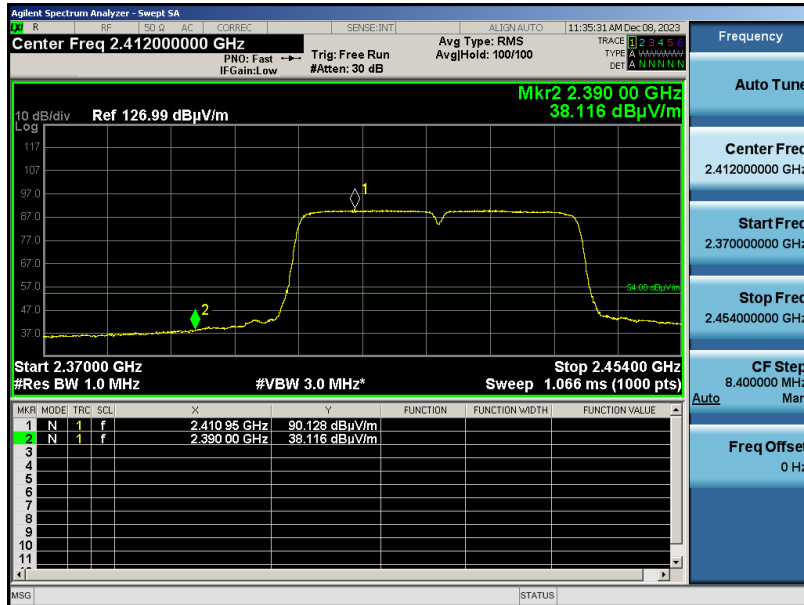 Agilent Spectrum Analyzer - Swept SA
LXI R RF 50 Ω AC CORREC SENSE:INT ALIGN AUTO 11:35:31 AM Dec 08, 2023
Center Freq 2.412000000 GHz
PNO: Fast
IFGain:Low
Trig: Free Run
#Atten: 30 dB
Avg Type: RMS
Avg|Hold: 100/100
TRACE 1 2 3 4 5 6
TYPE A
DET A N N N N N
Mkr2 2.390 00 GHz
38.116 dBµV/m
10 dB/div Ref 126.99 dBµV/m
Log
117
107
97.0
87.0
77.0
67.0
57.0
47.0
37.0
1
2
54.00 dBµV/m
Start 2.37000 GHz Stop 2.45400 GHz
#Res BW 1.0 MHz #VBW 3.0 MHz* Sweep 1.066 ms (1000 pts)
MKR MODE TRC SCL X Y FUNCTION FUNCTION WIDTH FUNCTION VALUE
1 N 1 f 2.410 95 GHz 90.128 dBµV/m
2 N 1 f 2.390 00 GHz 38.116 dBµV/m
3
4
5
6
7
8
9
10
11
MSG STATUS
Frequency
Auto Tune
Center Freq
2.412000000 GHz
Start Freq
2.370000000 GHz
Stop Freq
2.454000000 GHz
CF Step
8.400000 MHz
Auto Man
Freq Offset
0 Hz